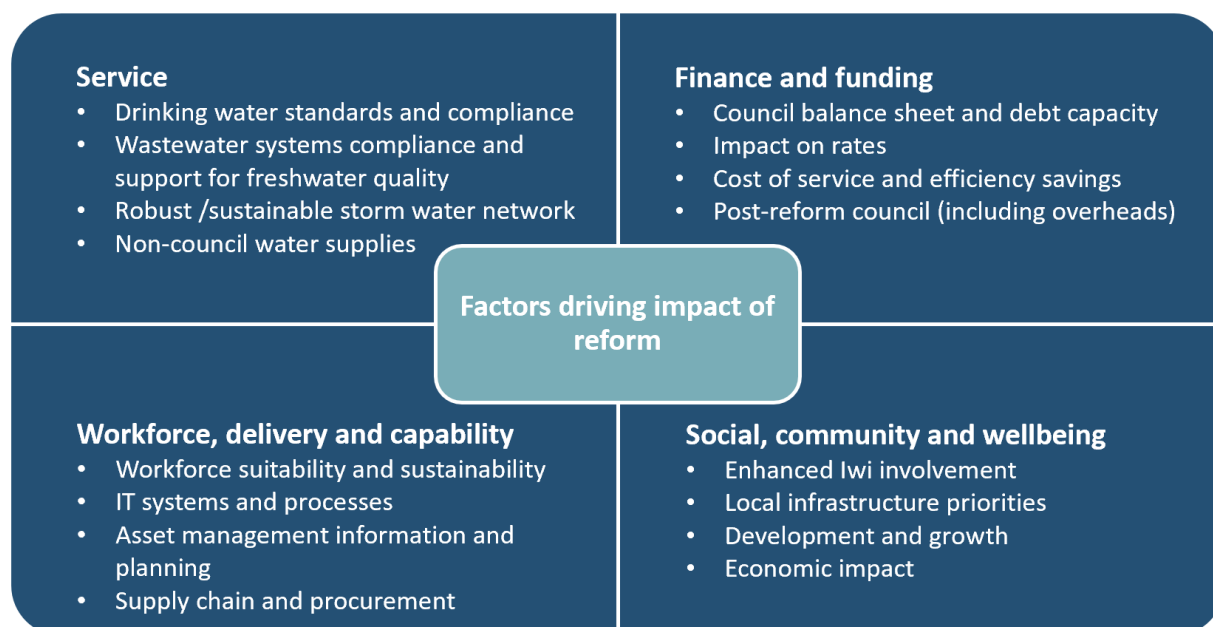 Service
• Drinking water standards and compliance
• Wastewater systems compliance and
support for freshwater quality
• Robust /sustainable storm water network
• Non-council water supplies
Finance and funding
• Council balance sheet and debt capacity
• Impact on rates
• Cost of service and efficiency savings
• Post-reform council (including overheads)
Factors driving impact of
reform
Workforce, delivery and capability
• Workforce suitability and sustainability
• IT systems and processes
• Asset management information and
planning
• Supply chain and procurement
Social, community and wellbeing
• Enhanced Iwi involvement
• Local infrastructure priorities
• Development and growth
• Economic impact